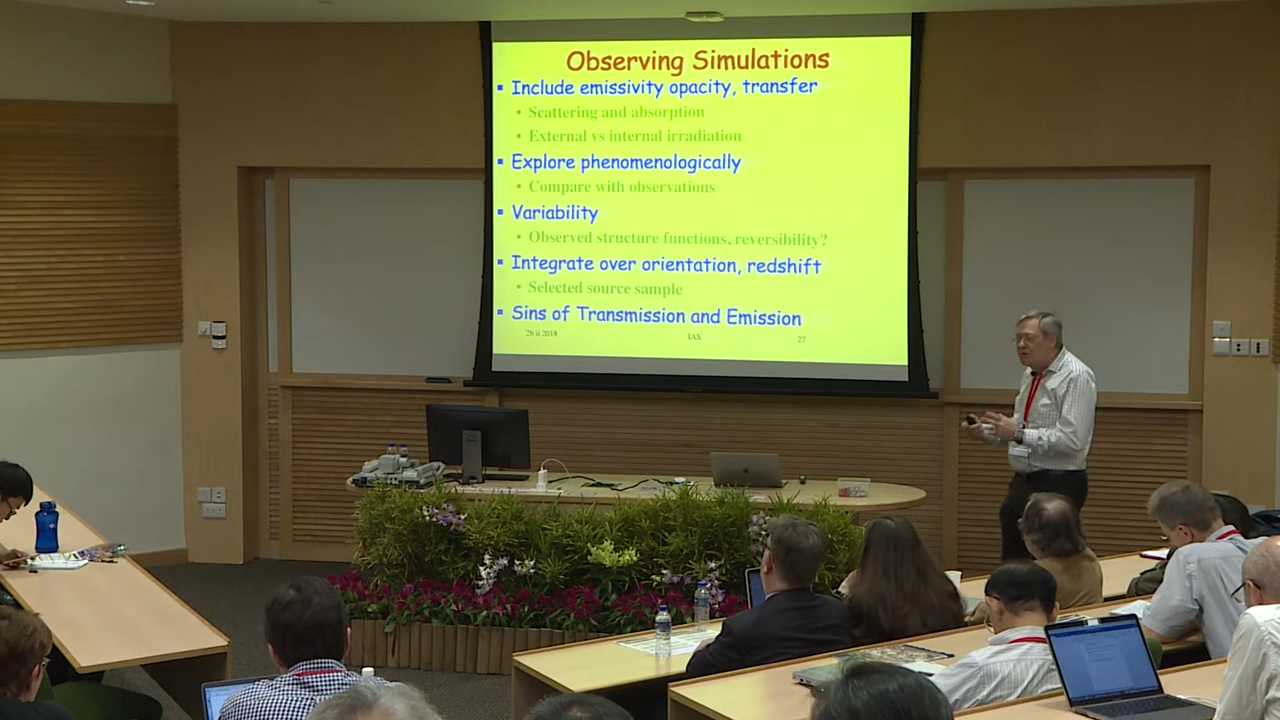 Observing Simulations
▪ Include emissivity opacity, transfer
• Scattering and absorption
• External vs internal irradiation
▪ Explore phenomenologically
• Compare with observations
▪ Variability
• Observed structure functions, reversibility?
▪ Integrate over orientation, redshift
• Selected source sample
▪ Sins of Transmission and Emission
26 ii 2018 IAS 27